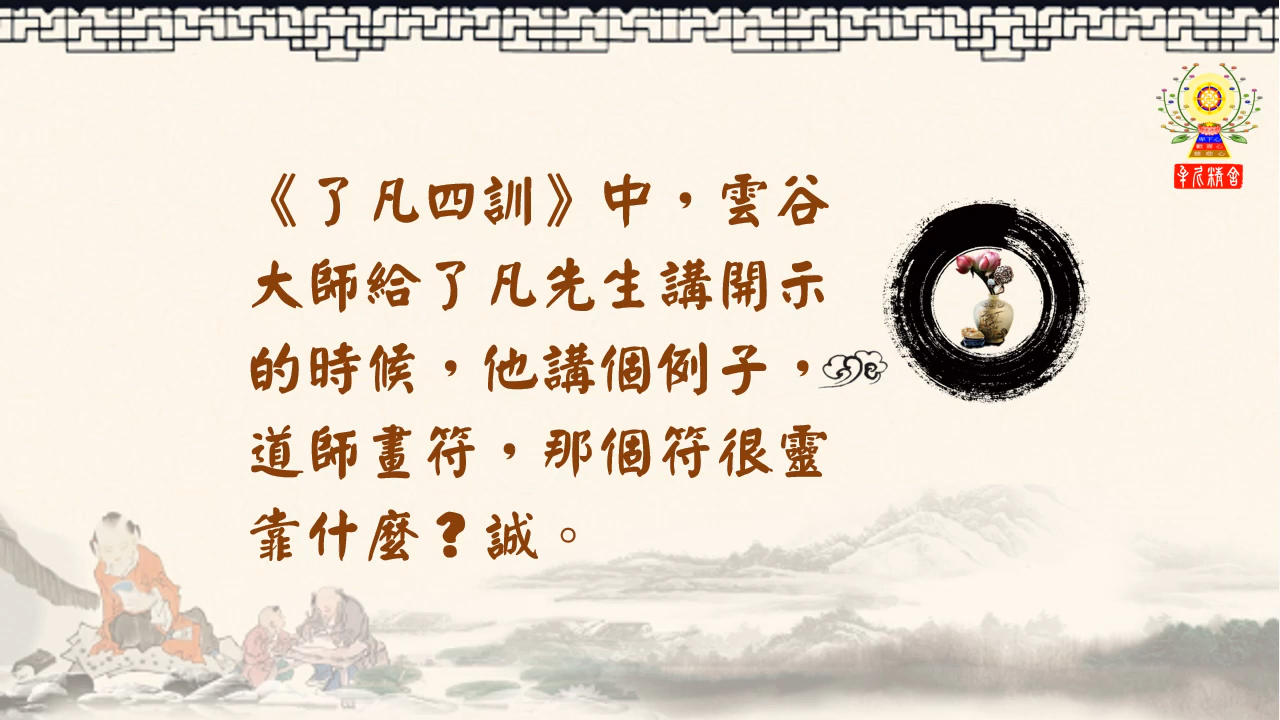 《了凡四訓》中，雲谷
大師給了凡先生講開示
的時候，他講個例子，
道師畫符，那個符很靈
靠什麼？誠。